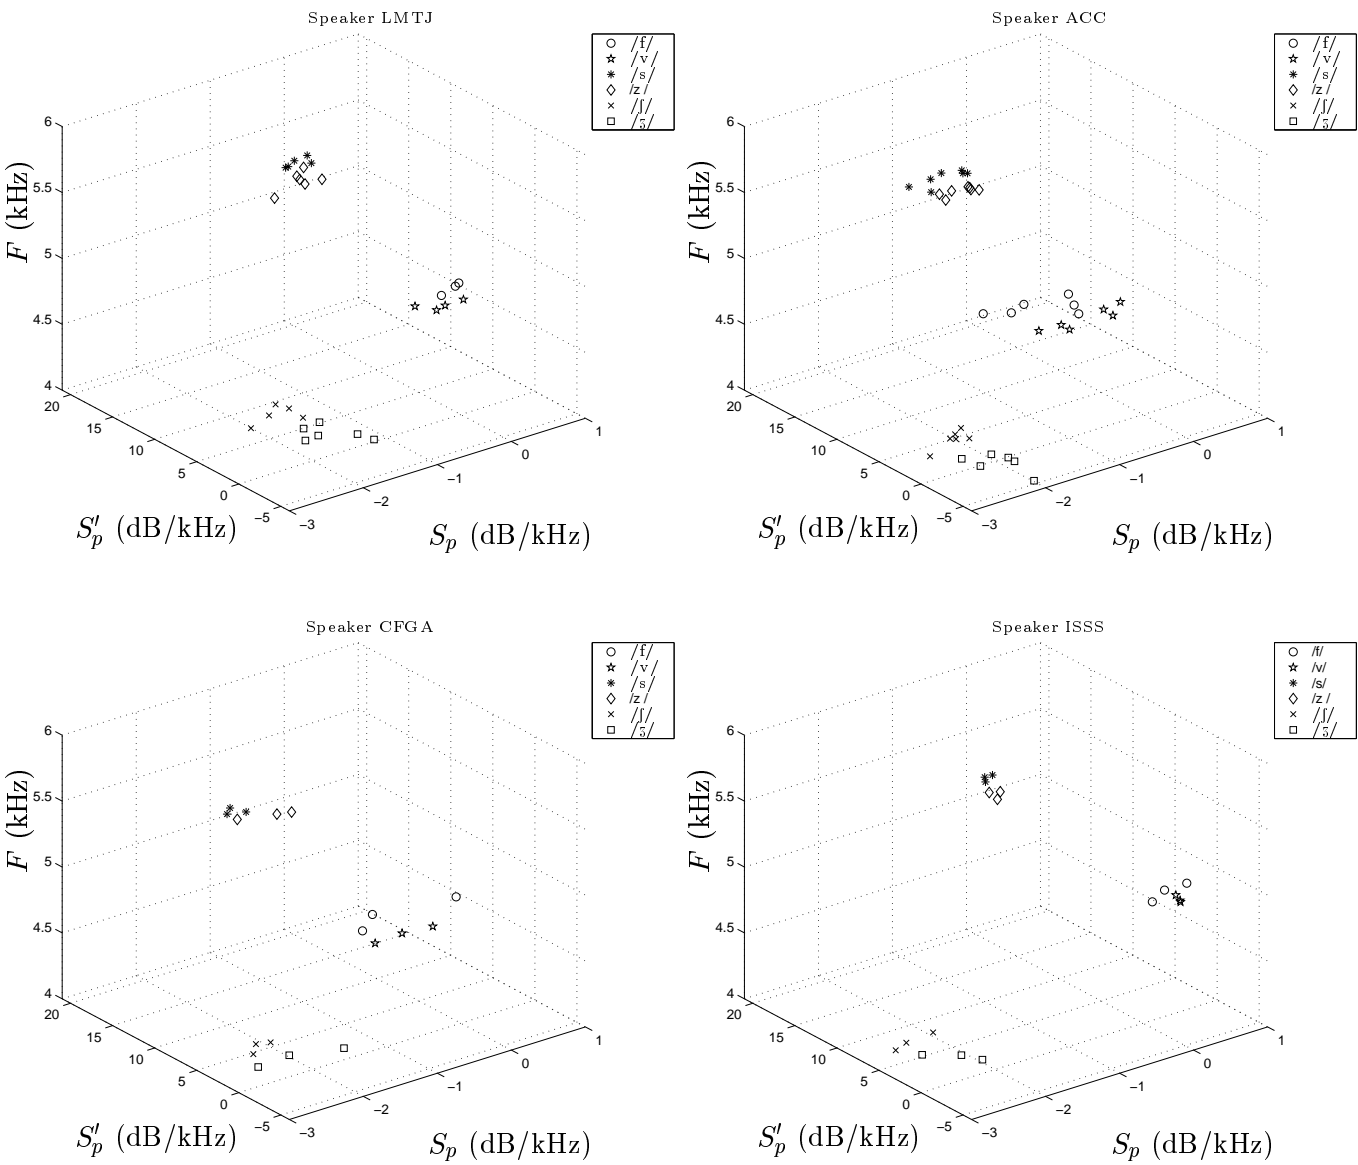 Speaker LMTJ
/f/
/v/
/s/
/z /
/ʃ/
/ʒ/
F (kHz)
6
5.5
5
4.5
4
20
15
10
5
0
−5
−3
−2
−1
0
1
S′p (dB/kHz)
Sp (dB/kHz)
Speaker ACC
/f/
/v/
/s/
/z /
/ʃ/
/ʒ/
F (kHz)
6
5.5
5
4.5
4
20
15
10
5
0
−5
−3
−2
−1
0
1
S′p (dB/kHz)
Sp (dB/kHz)
Speaker CFGA
/f/
/v/
/s/
/z /
/ʃ/
/ʒ/
F (kHz)
6
5.5
5
4.5
4
20
15
10
5
0
−5
−3
−2
−1
0
1
S′p (dB/kHz)
Sp (dB/kHz)
Speaker ISSS
/f/
/v/
/s/
/z /
/ʃ/
/ʒ/
F (kHz)
6
5.5
5
4.5
4
20
15
10
5
0
−5
−3
−2
−1
0
1
S′p (dB/kHz)
Sp (dB/kHz)